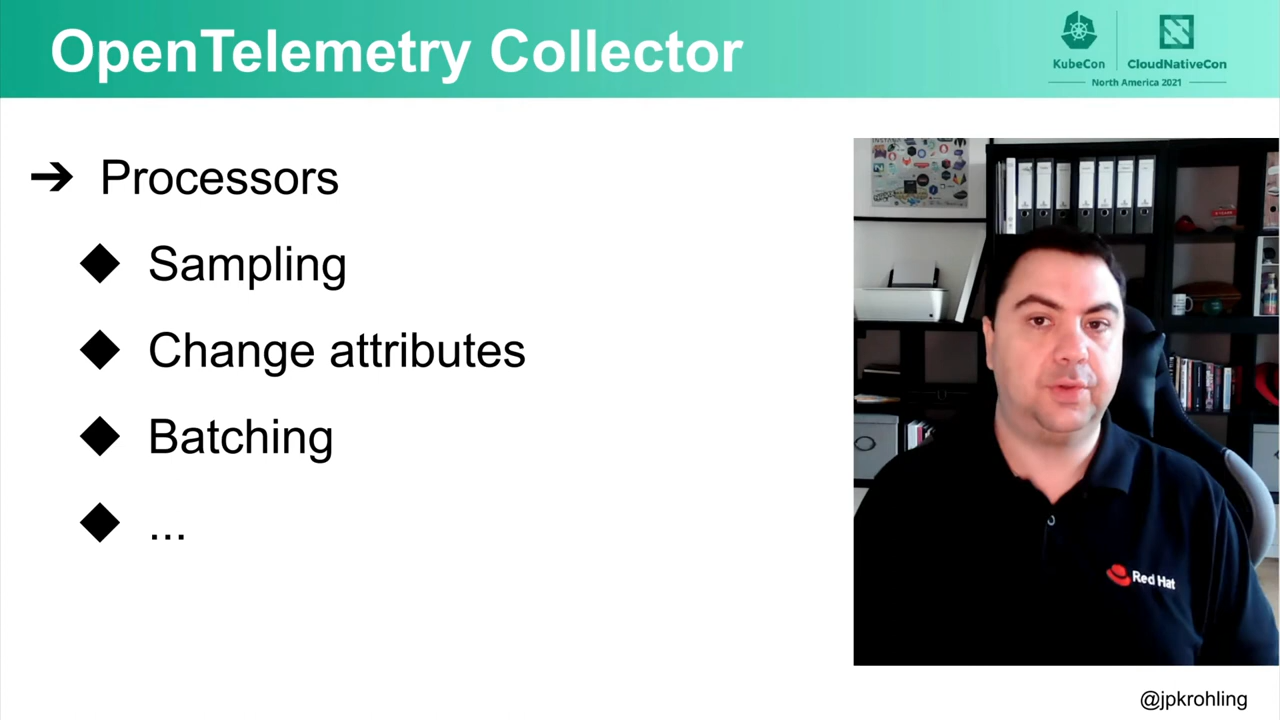 OpenTelemetry Collector
KubeCon
CloudNativeCon
North America 2021
➔ Processors
◆ Sampling
◆ Change attributes
◆ Batching
◆ ...
Red Hat
@jpkrohling